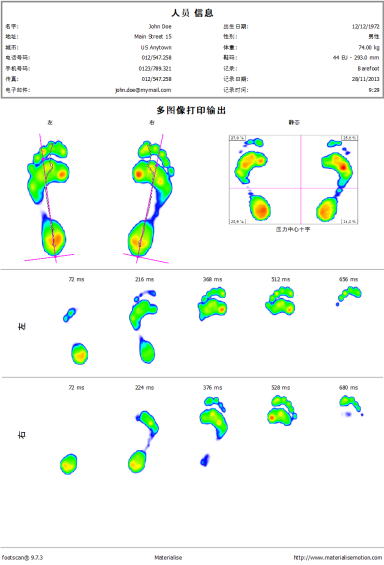 人员 信息
名字: John Doe 出生日期: 12/12/1972
地址: Main Street 15 性别: 男性
城市: US Anytown 体重: 74.00 kg
电话号码: 012/547.258 鞋码: 44 EU - 293.0 mm
手机号码: 0123/789.321 记录: Barefoot
传真: 012/547.258 记录日期: 28/11/2013
电子邮件: john.doe@mymail.com 记录时间: 9:29
多图像打印输出
左 右 静态
压力中心十字
72 ms 216 ms 368 ms 512 ms 656 ms
左
72 ms 224 ms 376 ms 528 ms 680 ms
右
footscan® 9.7.3 Materialise http://www.materialisemotion.com